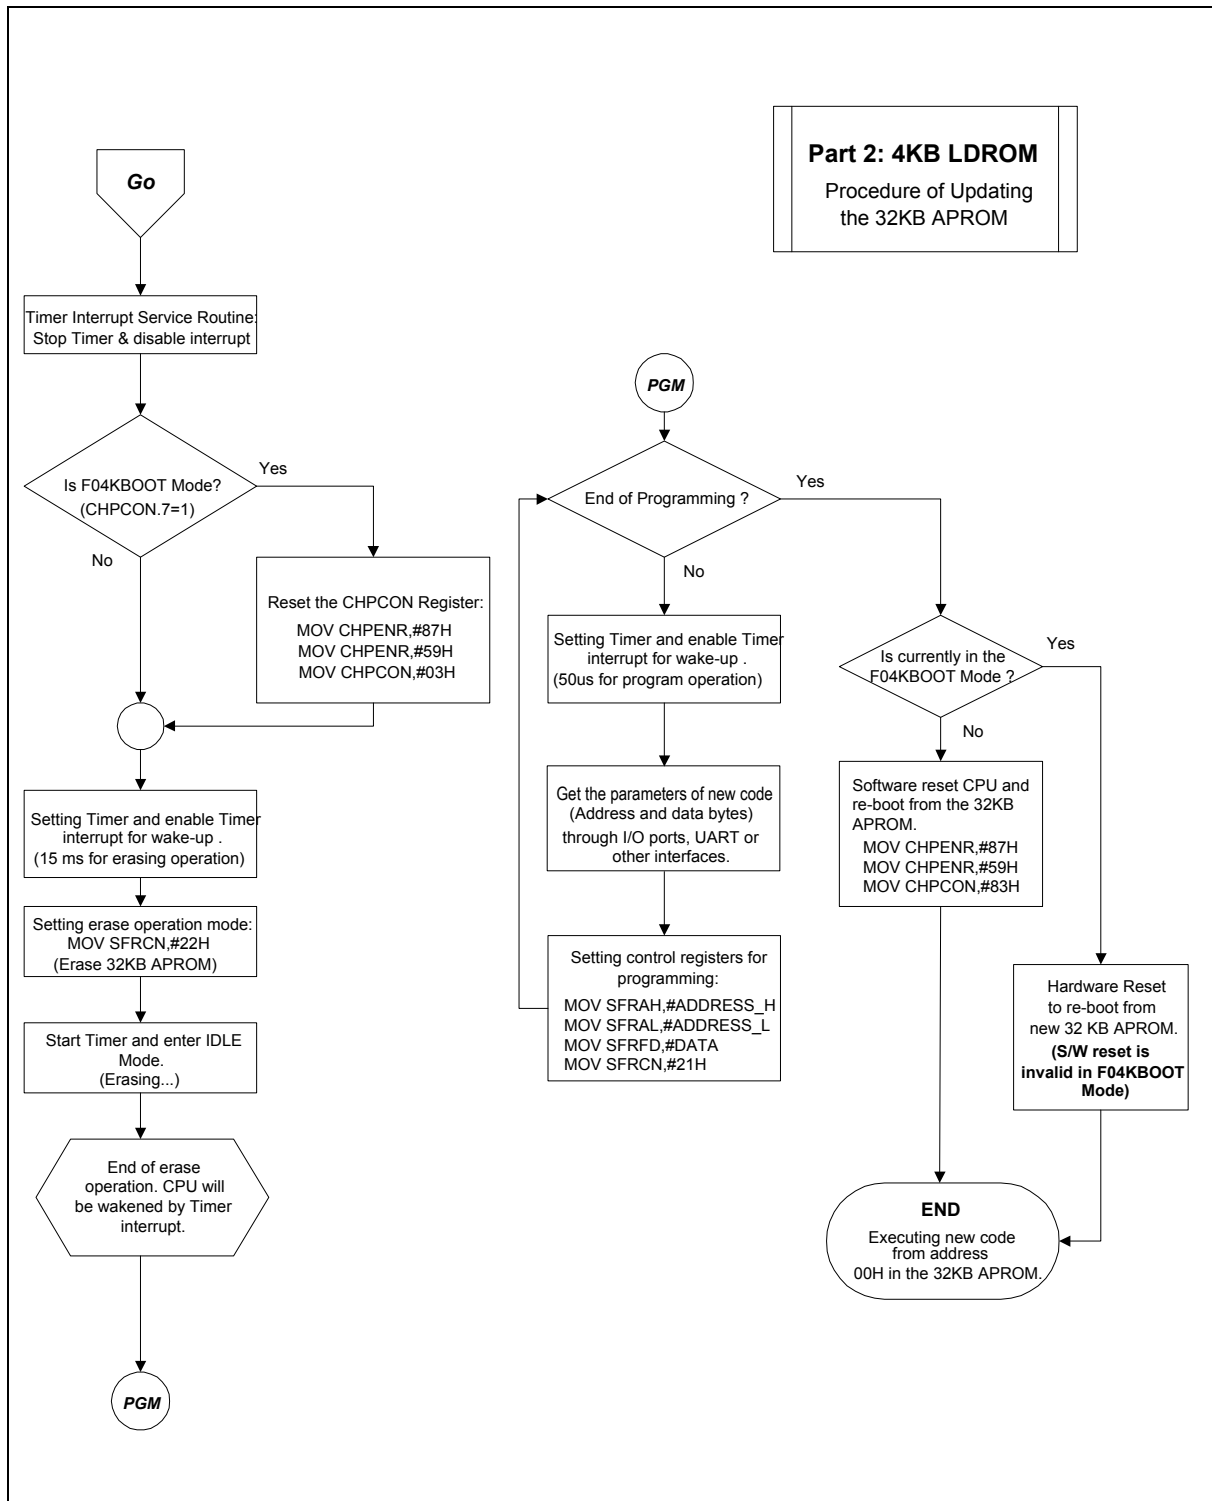 Part 2: 4KB LDROM
Procedure of Updating
the 32KB APROM
Go
Timer Interrupt Service Routine:
Stop Timer & disable interrupt
Is F04KBOOT Mode?
(CHPCON.7=1)
Yes
No
Reset the CHPCON Register:
MOV CHPENR,#87H
MOV CHPENR,#59H
MOV CHPCON,#03H
Setting Timer and enable Timer
interrupt for wake-up .
(15 ms for erasing operation)
Setting erase operation mode:
MOV SFRCN,#22H
(Erase 32KB APROM)
Start Timer and enter IDLE
Mode.
(Erasing...)
End of erase
operation. CPU will
be wakened by Timer
interrupt.
PGM
PGM
End of Programming ?
Yes
No
Setting Timer and enable Timer
interrupt for wake-up .
(50us for program operation)
Get the parameters of new code
(Address and data bytes)
through I/O ports, UART or
other interfaces.
Setting control registers for
programming:
MOV SFRAH,#ADDRESS_H
MOV SFRAL,#ADDRESS_L
MOV SFRFD,#DATA
MOV SFRCN,#21H
Is currently in the
F04KBOOT Mode ?
Yes
No
Software reset CPU and
re-boot from the 32KB
APROM.
MOV CHPENR,#87H
MOV CHPENR,#59H
MOV CHPCON,#83H
Hardware Reset
to re-boot from
new 32 KB APROM.
(S/W reset is
invalid in F04KBOOT
Mode)
END
Executing new code
from address
00H in the 32KB APROM.